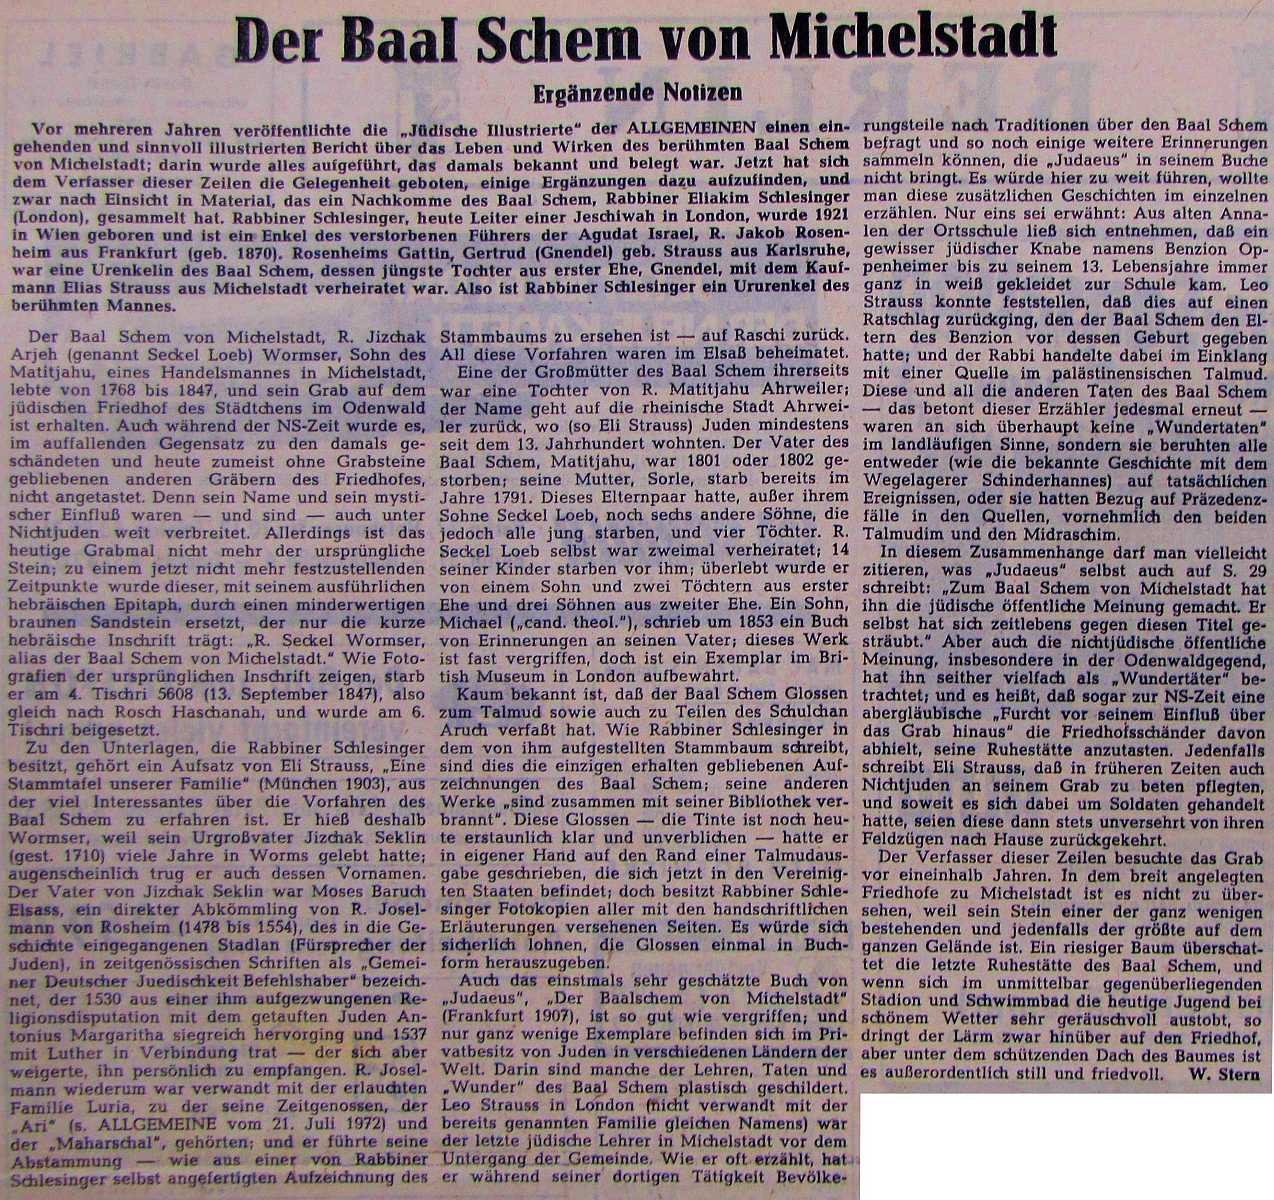 Der Baal Schem von Michelstadt
Ergänzende Notizen
Vor mehreren Jahren veröffentlichte die „Jüdische Illustrierte" der ALLGEMEINEN einen ein-
gehenden und sinnvoll illustrierten Bericht über das Leben und Wirken des berühmten Baal Schem
von Michelstadt; darin wurde alles aufgeführt, das damals bekannt und belegt war. Jetzt hat sich
dem Verfasser dieser Zeilen die Gelegenheit geboten, einige Ergänzungen dazu aufzufinden, und
zwar nach Einsicht in Material, das ein Nachkomme des Baal Schem, Rabbiner Eliakim Schlesinger
(London), gesammelt hat. Rabbiner Schlesinger, heute Leiter einer Jeschiwah in London, wurde 1921
in Wien geboren und ist ein Enkel des verstorbenen Führers der Agudat Israel, R. Jakob Rosen-
heim aus Frankfurt (geb. 1870). Rosenheims Gattin, Gertrud (Gnendel) geb. Strauss aus Karlsruhe,
war eine Urenkelin des Baal Schem, dessen jüngste Tochter aus erster Ehe, Gnendel, mit dem Kauf-
mann Elias Strauss aus Michelstadt verheiratet war. Also ist Rabbiner Schlesinger ein Ururenkel des
berühmten Mannes.
Der Baal Schem von Michelstadt, R. Jizchak
Arjeh (genannt Seckel Loeb) Wormser, Sohn des
Matitjahu, eines Handelsmannes in Michelstadt,
lebte von 1768 bis 1847, und sein Grab auf dem
jüdischen Friedhof des Städtchens im Odenwald
ist erhalten. Auch während der NS-Zeit wurde es,
im auffallenden Gegensatz zu den damals ge-
schändeten und heute zumeist ohne Grabsteine
gebliebenen anderen Gräbern des Friedhofes,
nicht angetastet. Denn sein Name und sein mysti-
scher Einfluß waren — und sind — auch unter
Nichtjuden weit verbreitet. Allerdings ist das
heutige Grabmal nicht mehr der ursprüngliche
Stein; zu einem jetzt nicht mehr festzustellenden
Zeitpunkte wurde dieser, mit seinem ausführlichen
hebräischen Epitaph, durch einen minderwertigen
braunen Sandstein ersetzt, der nur die kurze
hebräische Inschrift trägt: „R. Seckel Wormser,
alias der Baal Schem von Michelstadt." Wie Foto-
grafien der ursprünglichen Inschrift zeigen, starb
er am 4. Tischri 5608 (13. September 1847), also
gleich nach Rosch Haschanah, und wurde am 6.
Tischri beigesetzt.
Zu den Unterlagen, die Rabbiner Schlesinger
besitzt, gehört ein Aufsatz von Eli Strauss, „Eine
Stammtafel unserer Familie" (München 1903), aus
der viel Interessantes über die Vorfahren des
Baal Schem zu erfahren ist. Er hieß deshalb
Wormser, weil sein Urgroßvater Jizchak Seklin
(gest. 1710) viele Jahre in Worms gelebt hatte;
augenscheinlich trug er auch dessen Vornamen.
Der Vater von Jizchak Seklin war Moses Baruch
Elsass, ein direkter Abkömmling von R. Josel-
mann von Rosheim (1478 bis 1554), des in die Ge-
schichte eingegangenen Stadlan (Fürsprecher der
Juden), in zeitgenössischen Schriften als „Gemei-
ner Deutscher Juedischkeit Befehlshaber" bezeich-
net, der 1530 aus einer ihm aufgezwungenen Re-
ligionsdisputation mit dem getauften Juden An-
tonius Margaritha siegreich hervorging und 1537
mit Luther in Verbindung trat — der sich aber
weigerte, ihn persönlich zu empfangen. R. Josel-
mann wiederum war verwandt mit der erlauchten
Familie Luria, zu der seine Zeitgenossen, der
„Ari" (s. ALLGEMEINE vom 21. Juli 1972) und
der „Maharschal", gehörten; und er führte seine
Abstammung — wie aus einer von Rabbiner
Schlesinger selbst angefertigten Aufzeichnung des
Stammbaums zu ersehen ist — auf Raschi zurück.
All diese Vorfahren waren im Elsaß beheimatet.
Eine der Großmütter des Baal Schem ihrerseits
war eine Tochter von R. Matitjahu Ahrweiler;
der Name geht auf die rheinische Stadt Ahrwei-
ler zurück, wo (so Eli Strauss) Juden mindestens
seit dem 13. Jahrhundert wohnten. Der Vater des
Baal Schem, Matitjahu, war 1801 oder 1802 ge-
storben; seine Mutter, Sorle, starb bereits im
Jahre 1791. Dieses Elternpaar hatte, außer ihrem
Sohne Seckel Loeb, noch sechs andere Söhne, die
jedoch alle jung starben, und vier Töchter. R.
Seckel Loeb selbst war zweimal verheiratet; 14
seiner Kinder starben vor ihm; überlebt wurde er
von einem Sohn und zwei Töchtern aus erster
Ehe und drei Söhnen aus zweiter Ehe. Ein Sohn,
Michael („cand. theol."), schrieb um 1853 ein Buch
von Erinnerungen an seinen Vater; dieses Werk
ist fast vergriffen, doch ist ein Exemplar im Bri-
tish Museum in London aufbewahrt.
Kaum bekannt ist, daß der Baal Schem Glossen
zum Talmud sowie auch zu Teilen des Schulchan
Aruch verfaßt hat. Wie Rabbiner Schlesinger in
dem von ihm aufgestellten Stammbaum schreibt,
sind dies die einzigen erhalten gebliebenen Auf-
zeichnungen des Baal Schem; seine anderen
Werke „sind zusammen mit seiner Bibliothek ver-
brannt". Diese Glossen — die Tinte ist noch heu-
te erstaunlich klar und unverblichen — hatte er
in eigener Hand auf den Rand einer Talmudaus-
gabe geschrieben, die sich jetzt in den Vereinig-
ten Staaten befindet; doch besitzt Rabbiner Schle-
singer Fotokopien aller mit den handschriftlichen
Erläuterungen versehenen Seiten. Es würde sich
sicherlich lohnen, die Glossen einmal in Buch-
form herauszugeben.
Auch das einstmals sehr geschätzte Buch von
„Judaeus", „Der Baalschem von Michelstadt"
(Frankfurt 1907), ist so gut wie vergriffen; und
nur ganz wenige Exemplare befinden sich im Pri-
vatbesitz von Juden in verschiedenen Ländern der
Welt. Darin sind manche der Lehren, Taten und
„Wunder" des Baal Schem plastisch geschildert.
Leo Strauss in London (nicht verwandt mit der
bereits genannten Familie gleichen Namens) war
der letzte jüdische Lehrer in Michelstadt vor dem
Untergang der Gemeinde. Wie er oft erzählt, hat
er während seiner dortigen Tätigkeit Bevölke-
rungsteile nach Traditionen über den Baal Schem
befragt und so noch einige weitere Erinnerungen
sammeln können, die „Judaeus" in seinem Buche
nicht bringt. Es würde hier zu weit führen, wollte
man diese zusätzlichen Geschichten im einzelnen
erzählen. Nur eins sei erwähnt: Aus alten Anna-
len der Ortsschule ließ sich entnehmen, daß ein
gewisser jüdischer Knabe namens Benzion Op-
penheimer bis zu seinem 13. Lebensjahre immer
ganz in weiß gekleidet zur Schule kam. Leo
Strauss konnte feststellen, daß dies auf einen
Ratschlag zurückging, den der Baal Schem den El-
tern des Benzion vor dessen Geburt gegeben
hatte; und der Rabbi handelte dabei im Einklang
mit einer Quelle im palästinensischen Talmud.
Diese und all die anderen Taten des Baal Schem
— das betont dieser Erzähler jedesmal erneut —
waren an sich überhaupt keine „Wundertaten"
im landläufigen Sinne, sondern sie beruhten alle
entweder (wie die bekannte Geschichte mit dem
Wegelagerer Schinderhannes) auf tatsächlichen
Ereignissen, oder sie hatten Bezug auf Präzedenz-
fälle in den Quellen, vornehmlich den beiden
Talmudim und den Midraschim.
In diesem Zusammenhange darf man vielleicht
zitieren, was „Judaeus" selbst auch auf S. 29
schreibt: „Zum Baal Schem von Michelstadt hat
ihn die jüdische öffentliche Meinung gemacht. Er
selbst hat sich zeitlebens gegen diesen Titel ge-
sträubt." Aber auch die nichtjüdische öffentliche
Meinung, insbesondere in der Odenwaldgegend,
hat ihn seither vielfach als „Wundertäter" be-
trachtet; und es heißt, daß sogar zur NS-Zeit eine
abergläubische „Furcht vor seinem Einfluß über
das Grab hinaus" die Friedhofsschänder davon
abhielt, seine Ruhestätte anzutasten. Jedenfalls
schreibt Eli Strauss, daß in früheren Zeiten auch
Nichtjuden an seinem Grab zu beten pflegten,
und soweit es sich dabei um Soldaten gehandelt
hatte, seien diese dann stets unversehrt von ihren
Feldzügen nach Hause zurückgekehrt.
Der Verfasser dieser Zeilen besuchte das Grab
vor eineinhalb Jahren. In dem breit angelegten
Friedhofe zu Michelstadt ist es nicht zu über-
sehen, weil sein Stein einer der ganz wenigen
bestehenden und jedenfalls der größte auf dem
ganzen Gelände ist. Ein riesiger Baum überschat-
tet die letzte Ruhestätte des Baal Schem, und
wenn sich im unmittelbar gegenüberliegenden
Stadion und Schwimmbad die heutige Jugend bei
schönem Wetter sehr geräuschvoll austobt, so
dringt der Lärm zwar hinüber auf den Friedhof,
aber unter dem schützenden Dach des Baumes ist
es außerordentlich still und friedvoll. W. Stern